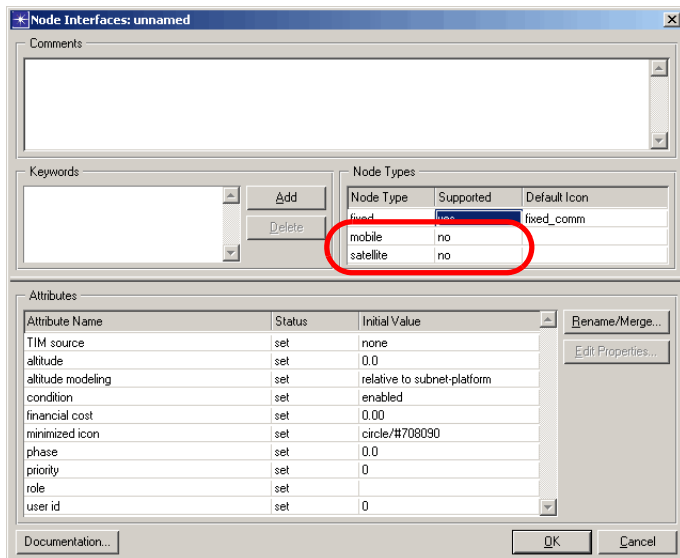 Node Interfaces: unnamed
Comments
Keywords
Add
Delete
Node Types
Node Type Supported Default Icon
fixed yes fixed_comm
mobile no
satellite no
Attributes
Attribute Name Status Initial Value
TIM source set none
altitude set 0.0
altitude modeling set relative to subnet-platform
condition set enabled
financial cost set 0.00
minimized icon set circle/#708090
phase set 0.0
priority set 0
role set
user id set 0
Rename/Merge...
Edit Properties...
Documentation...
OK
Cancel